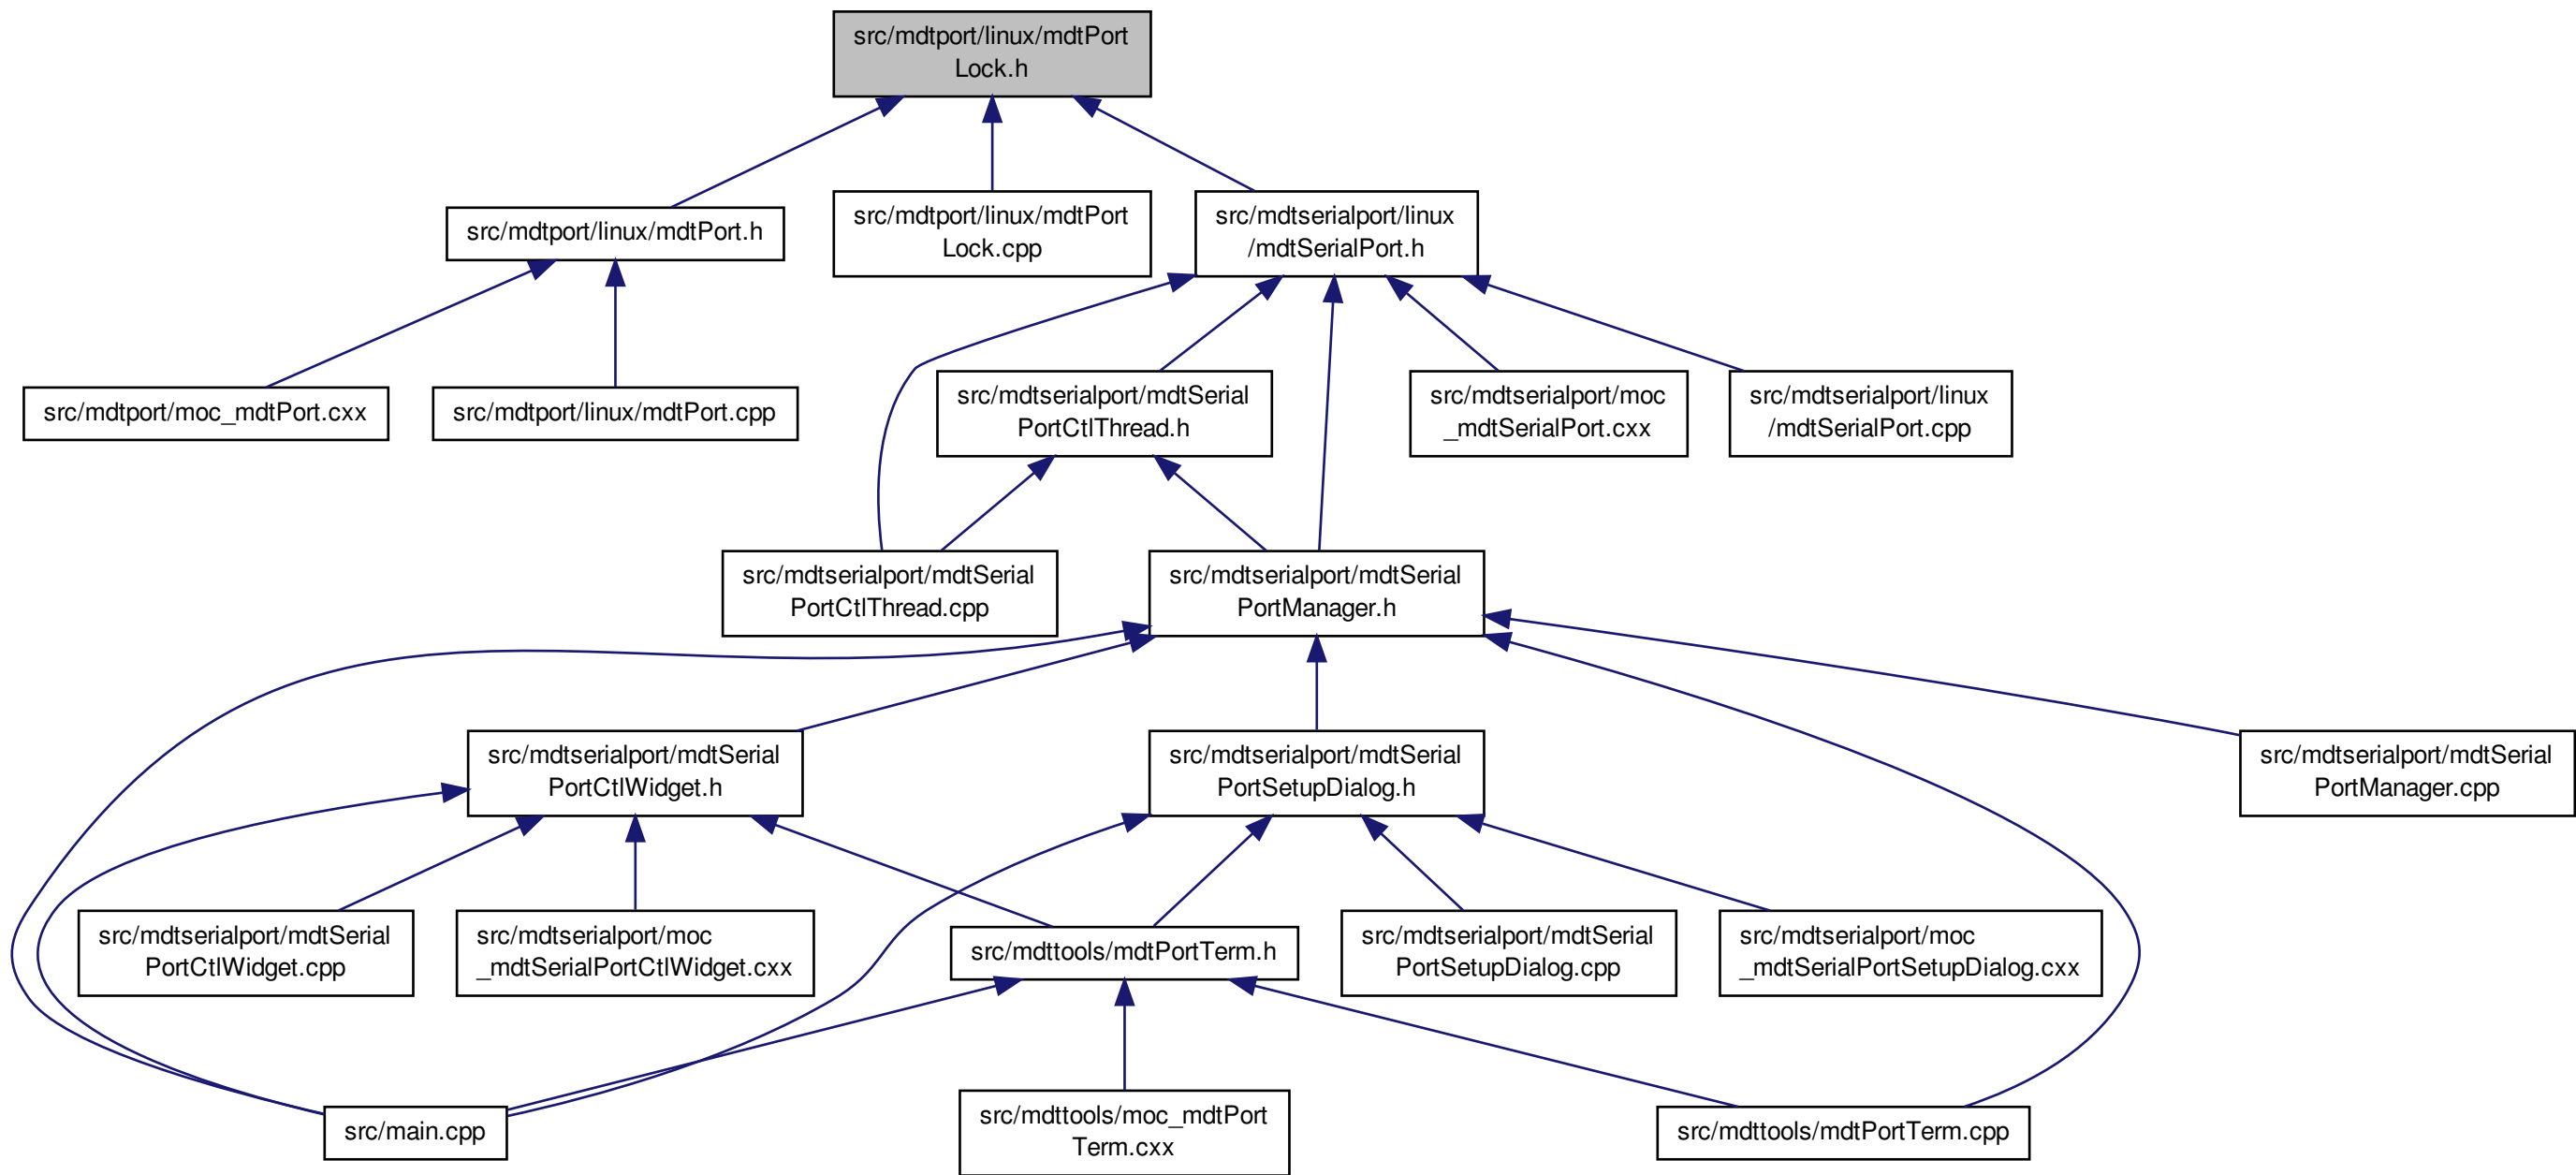 src/mdtport/linux/mdtPort
Lock.h
src/mdtport/linux/mdtPort.h
src/mdtport/linux/mdtPort
Lock.cpp
src/mdtserialport/linux
/mdtSerialPort.h
src/mdtport/moc_mdtPort.cxx
src/mdtport/linux/mdtPort.cpp
src/mdtserialport/mdtSerial
PortCtlThread.h
src/mdtserialport/moc
_mdtSerialPort.cxx
src/mdtserialport/linux
/mdtSerialPort.cpp
src/mdtserialport/mdtSerial
PortCtlThread.cpp
src/mdtserialport/mdtSerial
PortManager.h
src/mdtserialport/mdtSerial
PortCtlWidget.h
src/mdtserialport/mdtSerial
PortSetupDialog.h
src/mdtserialport/mdtSerial
PortManager.cpp
src/mdtserialport/mdtSerial
PortCtlWidget.cpp
src/mdtserialport/moc
_mdtSerialPortCtlWidget.cxx
src/mdttools/mdtPortTerm.h
src/mdtserialport/mdtSerial
PortSetupDialog.cpp
src/mdtserialport/moc
_mdtSerialPortSetupDialog.cxx
src/main.cpp
src/mdttools/moc_mdtPort
Term.cxx
src/mdttools/mdtPortTerm.cpp